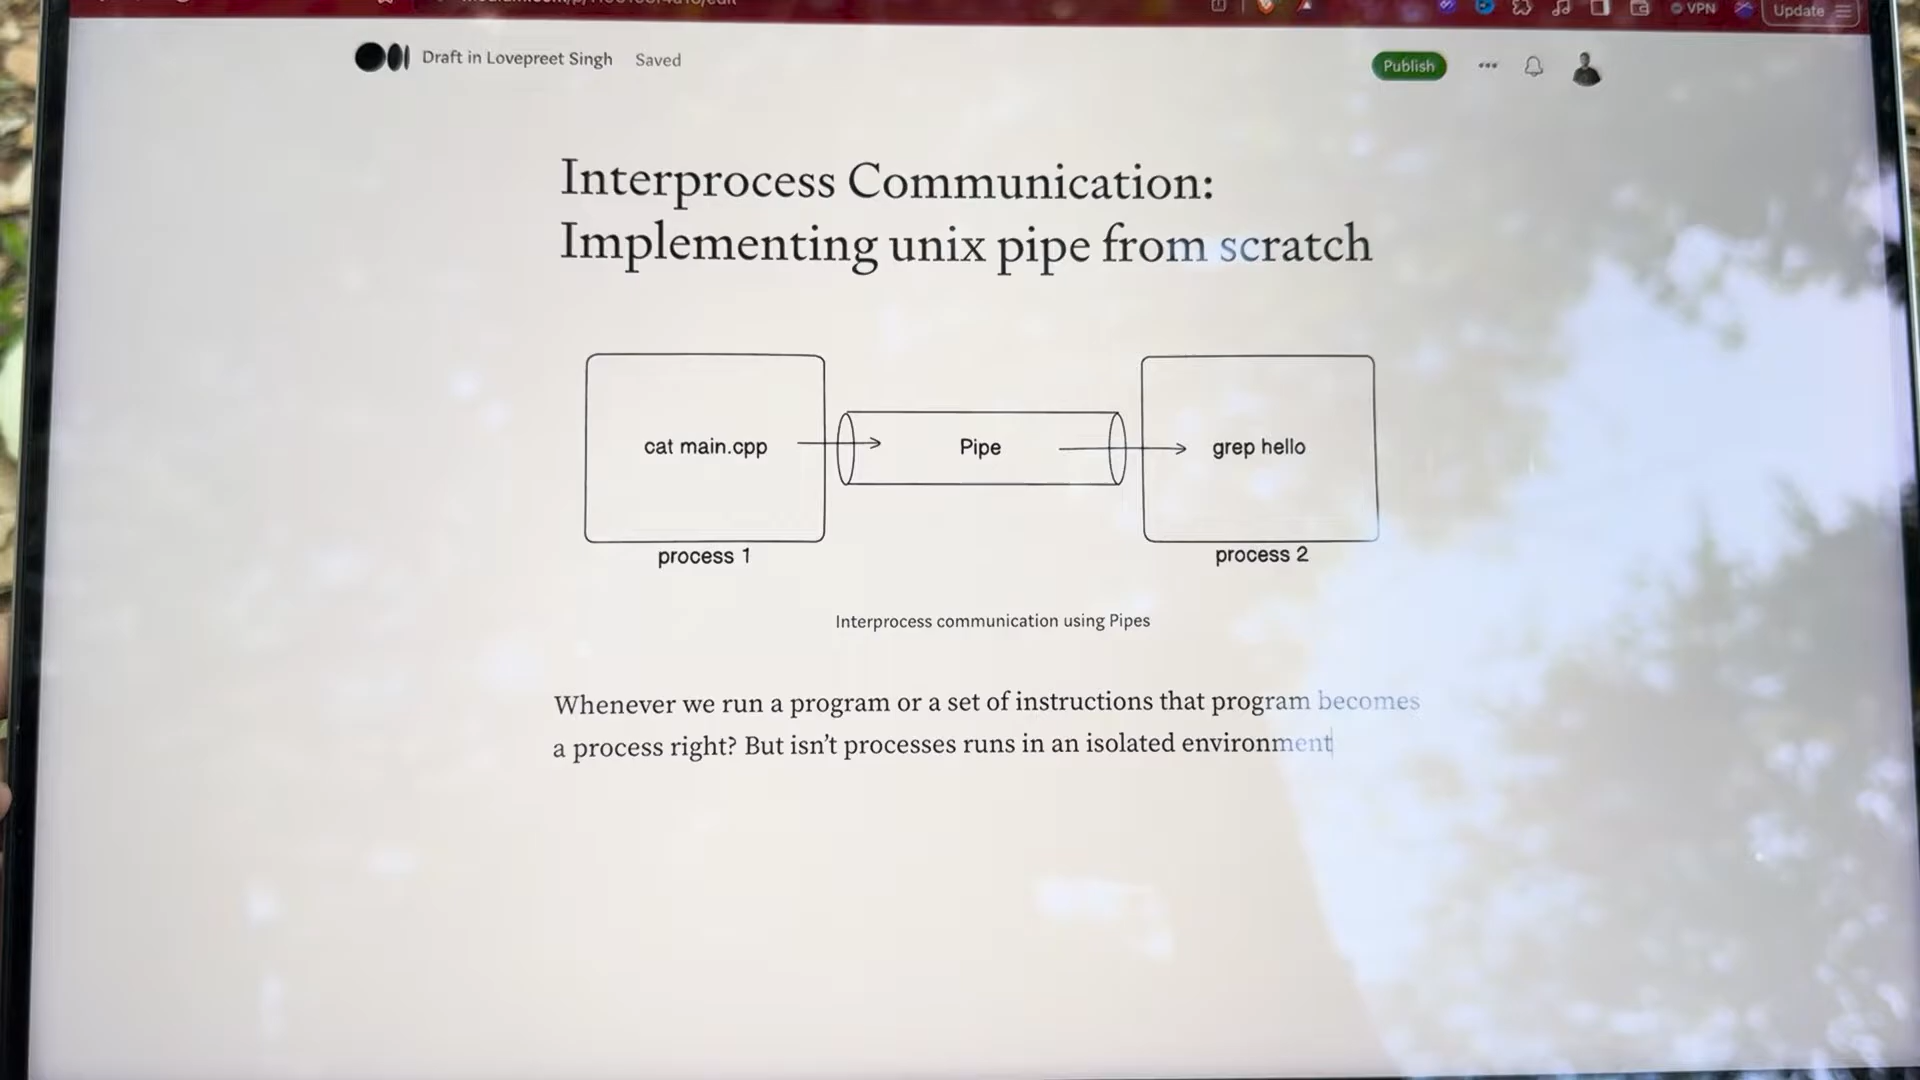 VPN
Update
Draft in Lovepreet Singh Saved
Publish
Interprocess Communication:
Implementing unix pipe from scratch
cat main.cpp
Pipe
grep hello
process 1
process 2
Interprocess communication using Pipes
Whenever we run a program or a set of instructions that program becomes
a process right? But isn’t processes runs in an isolated environment